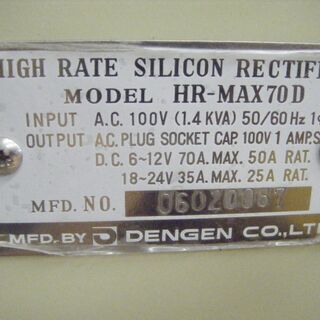 HIGH RATE SILICON RECTIFI
MODEL HR-MAX70D
INPUT A.C. 100V (1.4 KVA) 50/60 Hz 1φ
OUTPUT A.C. PLUG SOCKET CAP. 100V 1 AMP.S
D.C. 6~12V 70A. MAX. 50A RAT.
18~24V 35A. MAX. 25A RAT.
MFD. NO.
MFD. BY DENGEN CO., LT